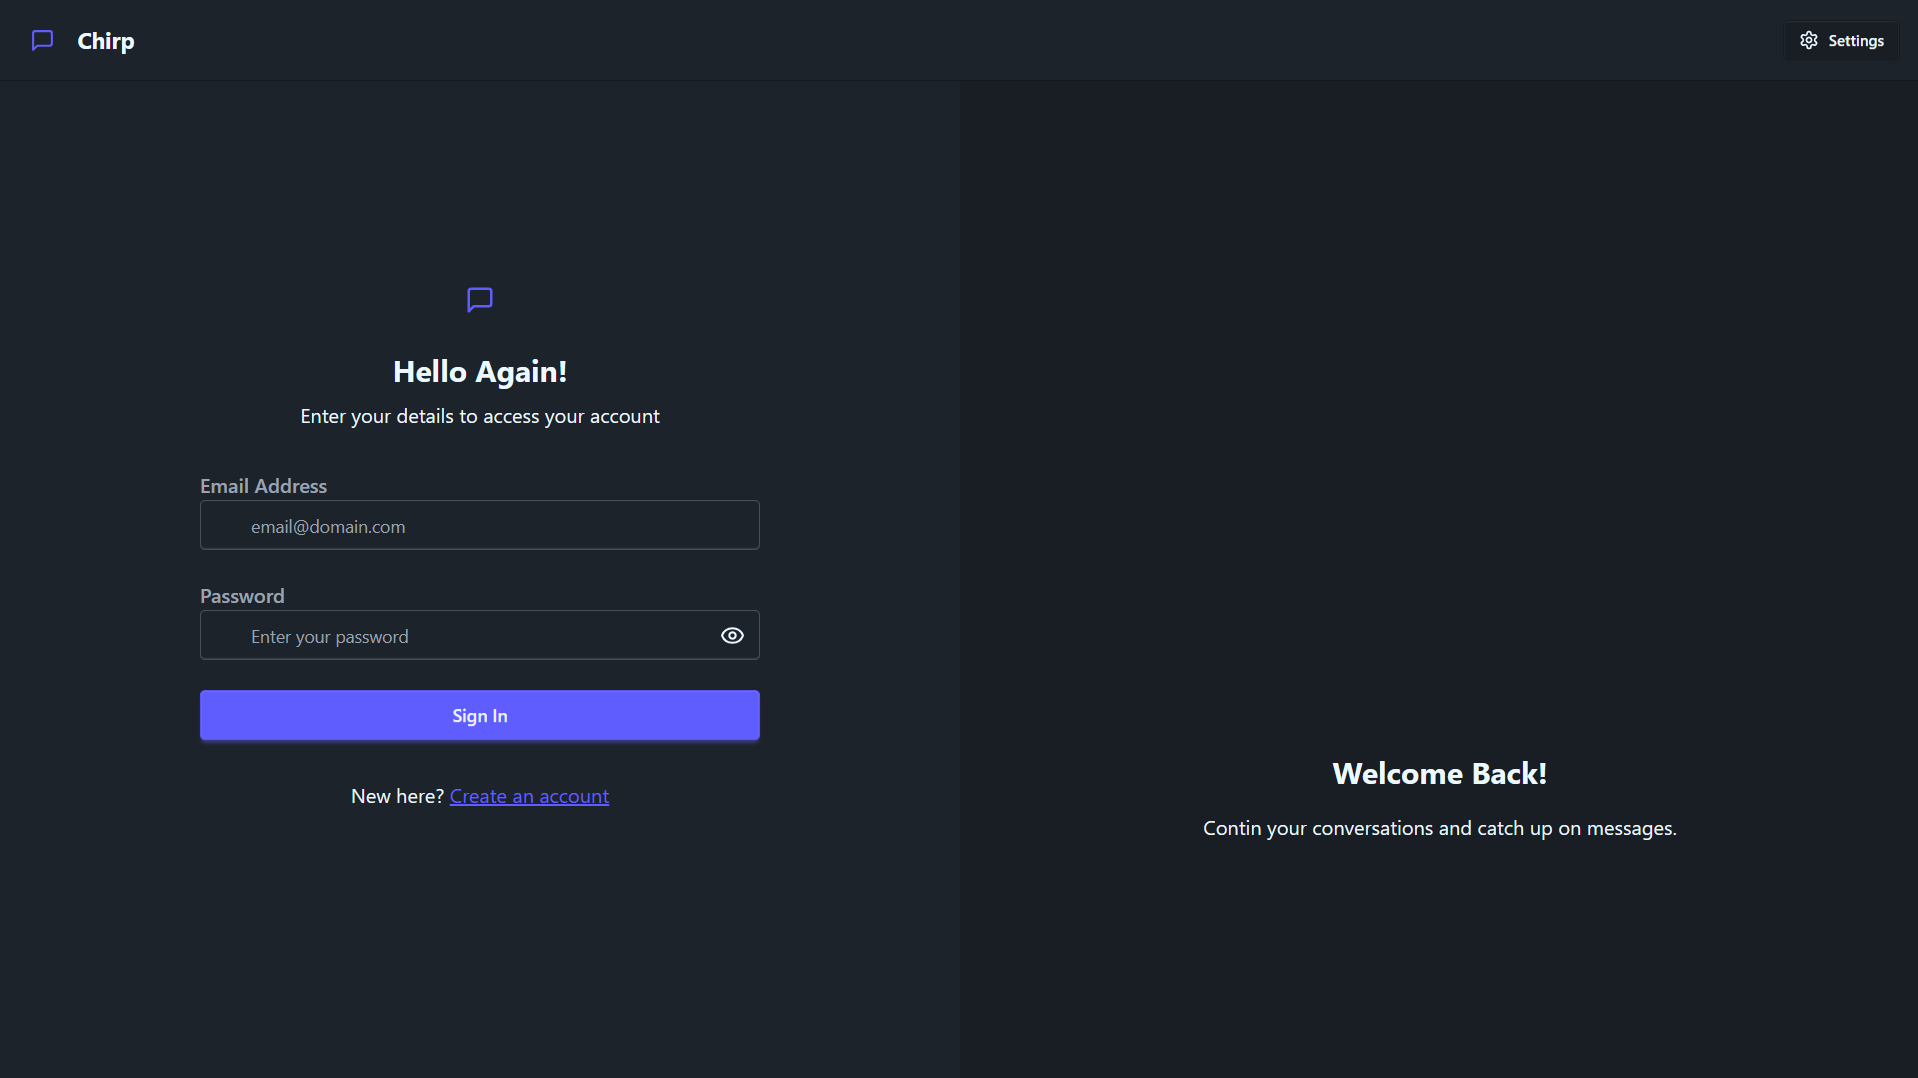 Chirp
Settings
Hello Again!
Enter your details to access your account
Email Address
email@domain.com
Password
Enter your password
Sign In
New here? Create an account
Welcome Back!
Contin your conversations and catch up on messages.